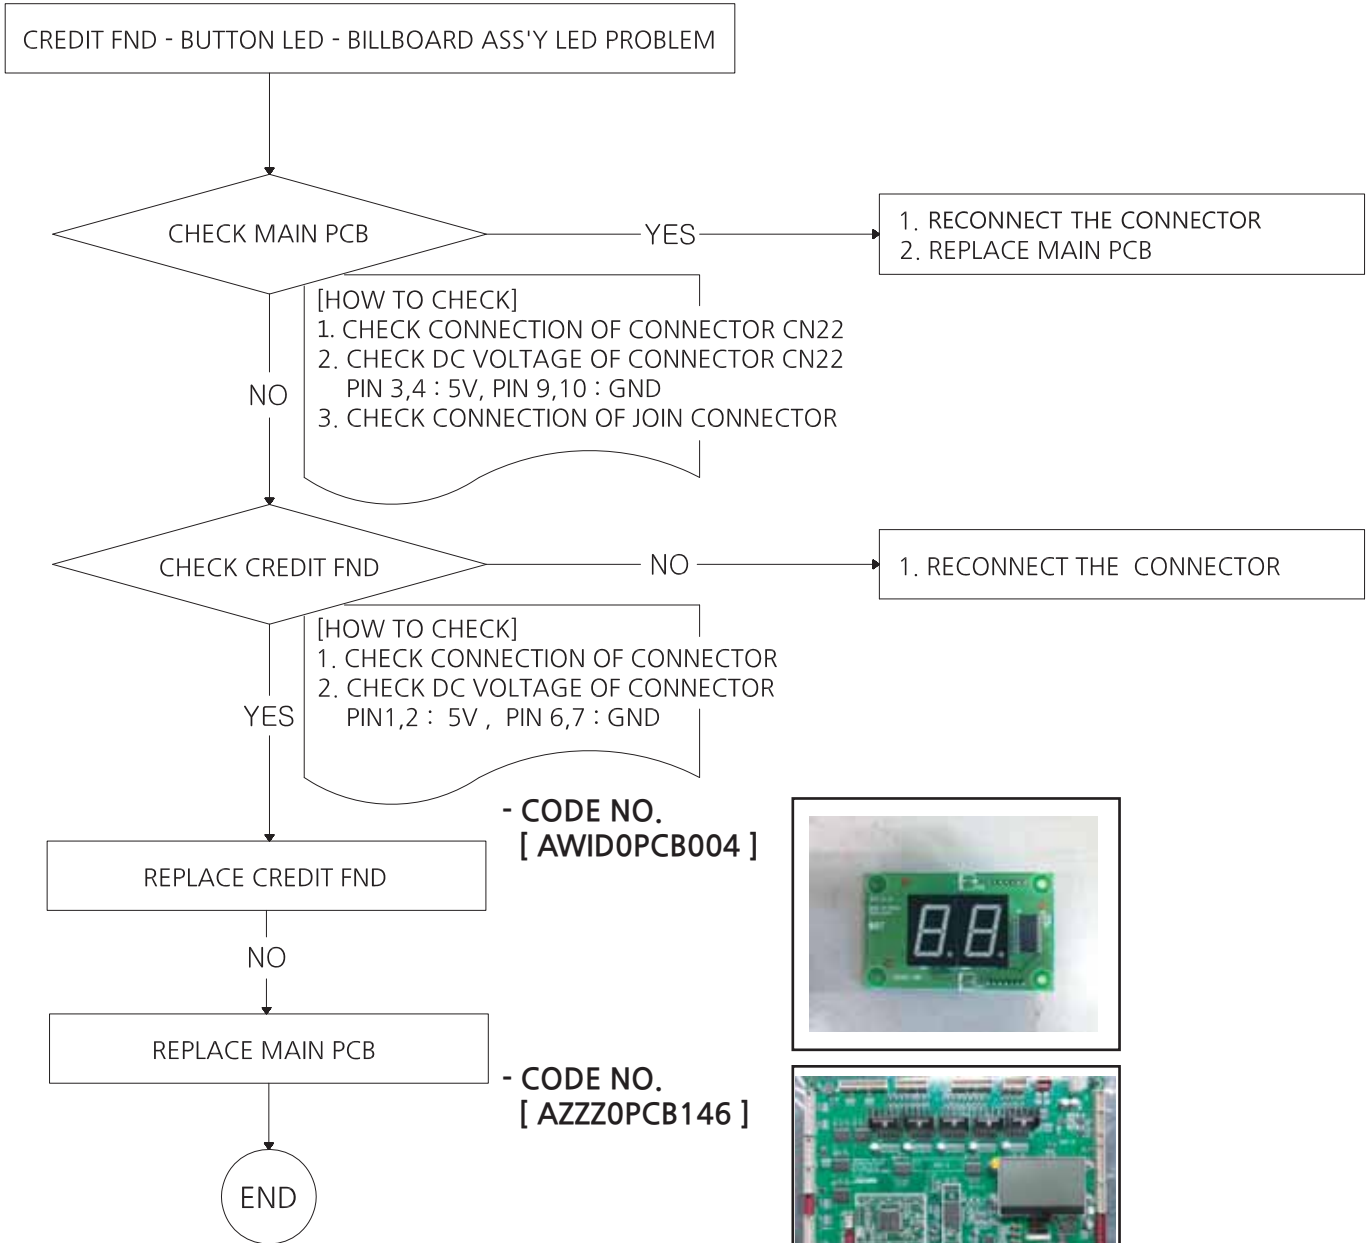 CREDIT FND - BUTTON LED - BILLBOARD ASS'Y LED PROBLEM
CHECK MAIN PCB
YES
1. RECONNECT THE CONNECTOR
2. REPLACE MAIN PCB
[HOW TO CHECK]
1. CHECK CONNECTION OF CONNECTOR CN22
2. CHECK DC VOLTAGE OF CONNECTOR CN22
PIN 3,4 : 5V, PIN 9,10 : GND
3. CHECK CONNECTION OF JOIN CONNECTOR
NO
CHECK CREDIT FND
NO
1. RECONNECT THE CONNECTOR
[HOW TO CHECK]
1. CHECK CONNECTION OF CONNECTOR
2. CHECK DC VOLTAGE OF CONNECTOR
PIN1,2 : 5V , PIN 6,7 : GND
YES
- CODE NO.
[ AWID0PCB004 ]
REPLACE CREDIT FND
NO
REPLACE MAIN PCB
- CODE NO.
[ AZZZ0PCB146 ]
END
8.8.